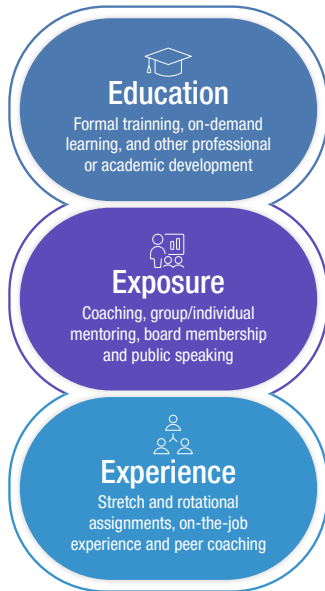 Education
Formal trainning, on-demand
learning, and other professional
or academic development
Exposure
Coaching, group/individual
mentoring, board membership
and public speaking
Experience
Stretch and rotational
assignments, on-the-job
experience and peer coaching